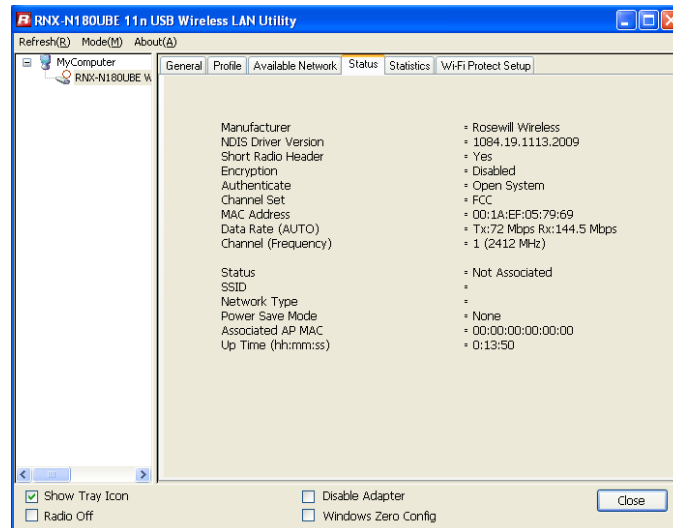 RNX-N180UBE 11n USB Wireless LAN Utility
Refresh(R) Mode(M) About(A)
MyComputer
RNX-N180UBE W
General Profile Available Network Status Statistics Wi-Fi Protect Setup
Manufacturer = Rosewill Wireless
NDIS Driver Version = 1084.19.1113.2009
Short Radio Header = Yes
Encryption = Disabled
Authenticate = Open System
Channel Set = FCC
MAC Address = 00:1A:EF:05:79:69
Data Rate (AUTO) = Tx:72 Mbps Rx:144.5 Mbps
Channel (Frequency) = 1 (2412 MHz)
Status = Not Associated
SSID =
Network Type =
Power Save Mode = None
Associated AP MAC = 00:00:00:00:00:00
Up Time (hh:mm:ss) = 0:13:50
Show Tray Icon Disable Adapter Close
Radio Off Windows Zero Config